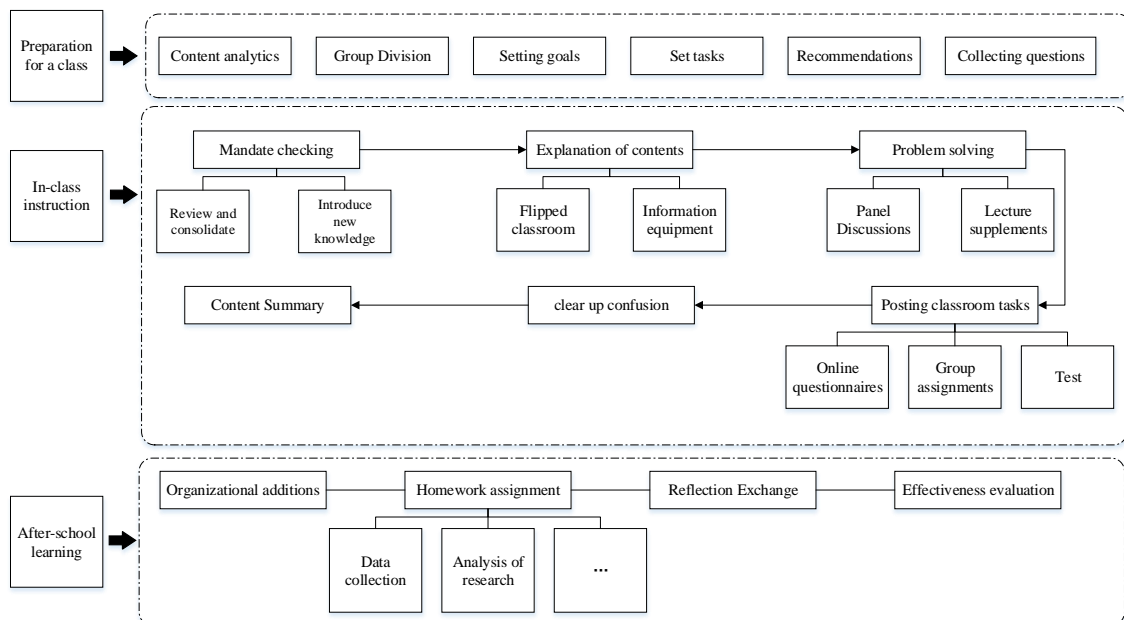 Preparation
for a class
Content analytics
Group Division
Setting goals
Set tasks
Recommendations
Collecting questions
In-class
instruction
Mandate checking
Explanation of contents
Problem solving
Review and
consolidate
Introduce
new
knowledge
Flipped
classroom
Information
equipment
Panel
Discussions
Lecture
supplements
Content Summary
clear up confusion
Posting classroom tasks
Online
questionnaires
Group
assignments
Test
After-school
learning
Organizational additions
Homework assignment
Reflection Exchange
Effectiveness evaluation
Data
collection
Analysis of
research
...